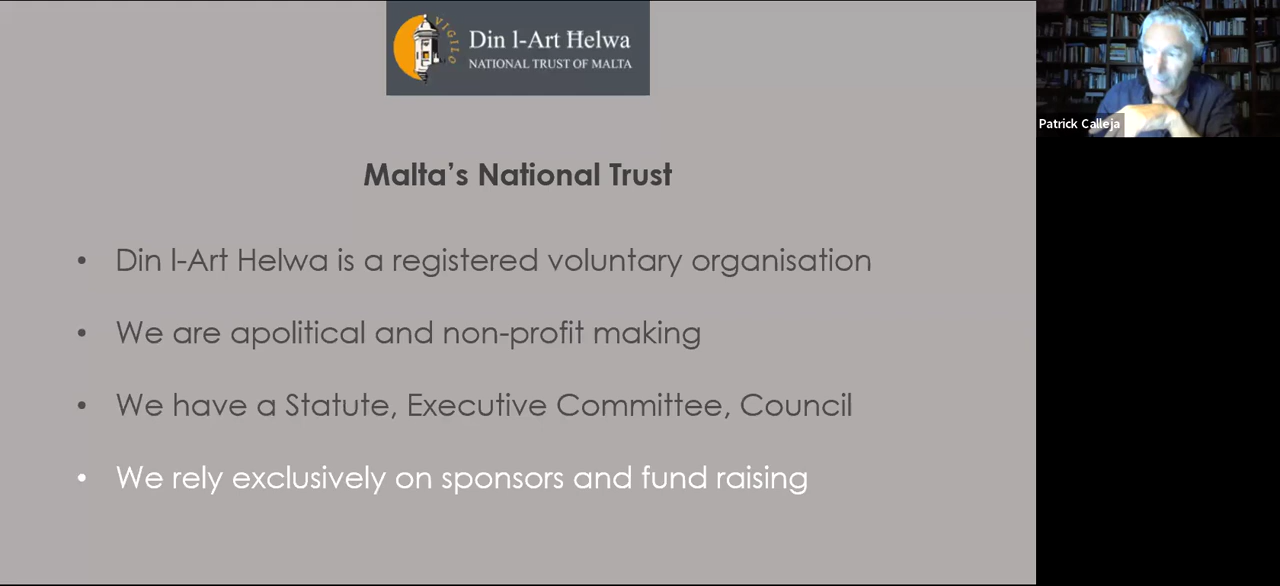 VIGILO
Din l-Art Helwa
NATIONAL TRUST OF MALTA
Patrick Calleja
Malta’s National Trust
• Din l-Art Helwa is a registered voluntary organisation
• We are apolitical and non-profit making
• We have a Statute, Executive Committee, Council
• We rely exclusively on sponsors and fund raising